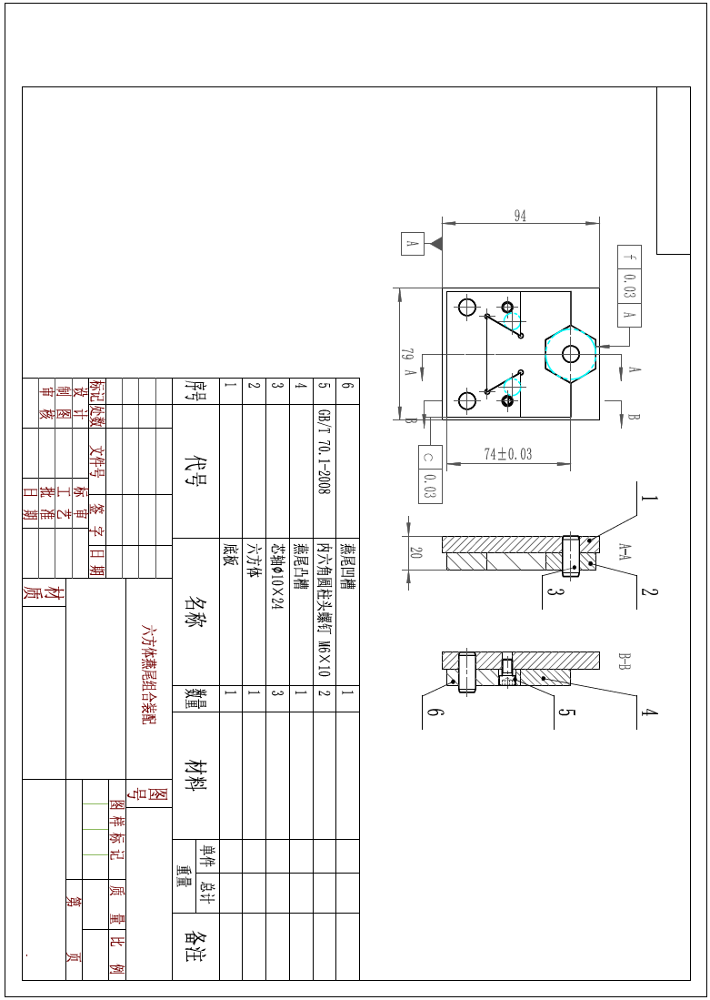 94
A
f 0.03 A
79
A A
B B
C 0.03
74±0.03
A-A
20
1
2
3
B-B
4
5
6
6 燕尾凹槽 1
5 GB/T 70.1-2008 内六角圆柱头螺钉 M6×10 2
4 燕尾凸槽 1
3 芯轴Φ10×24 3
2 六方体 1
1 底板 1
序号 代号 名称 数量 材料 单件 总计 重量 备注
标记 处数 文件号 签 字 日 期
设 计 标 审
制 图 工 艺
审 核 批 准
日 期
六方体燕尾组合装配
材质
图号
图 样 标 记 质 量 比 例
第 页